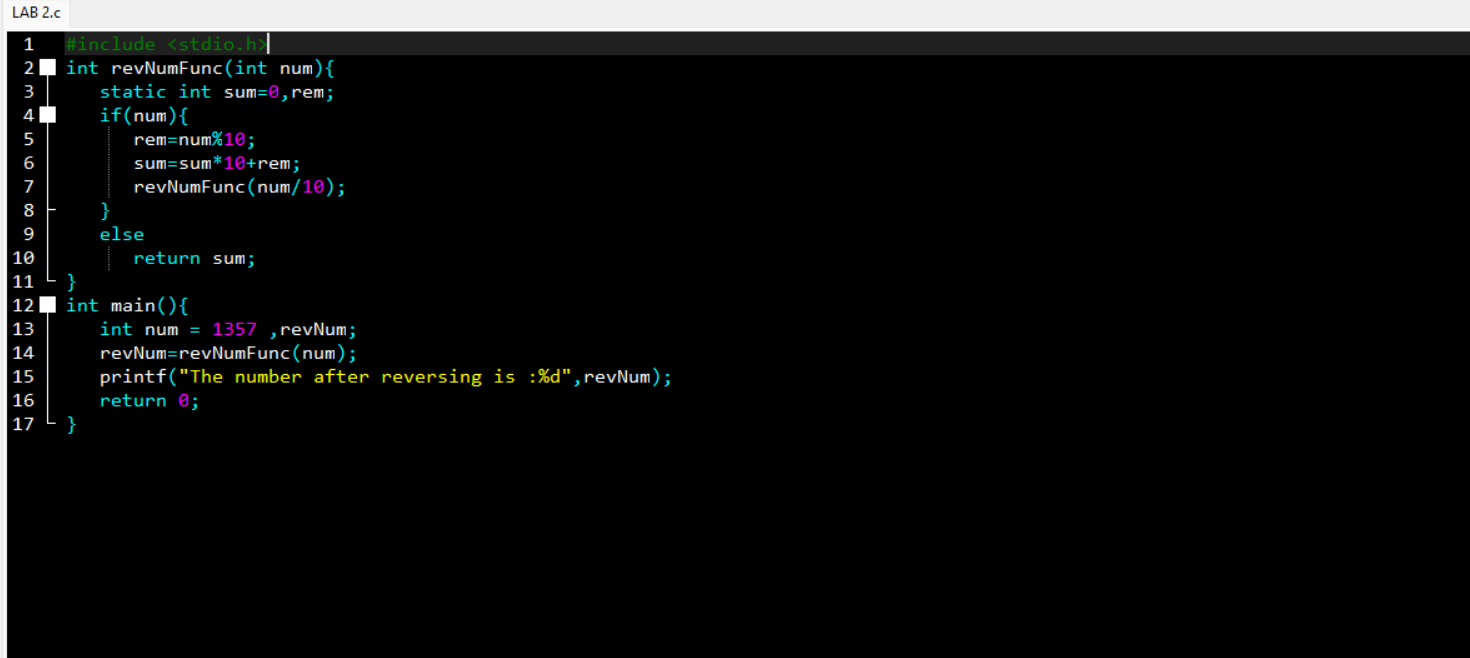 LAB 2.c
1 #include <stdio.h>
2 int revNumFunc(int num){
3 static int sum=0,rem;
4 if(num){
5 rem=num%10;
6 sum=sum*10+rem;
7 revNumFunc(num/10);
8 }
9 else
10 return sum;
11 }
12 int main(){
13 int num = 1357 ,revNum;
14 revNum=revNumFunc(num);
15 printf("The number after reversing is :%d",revNum);
16 return 0;
17 }